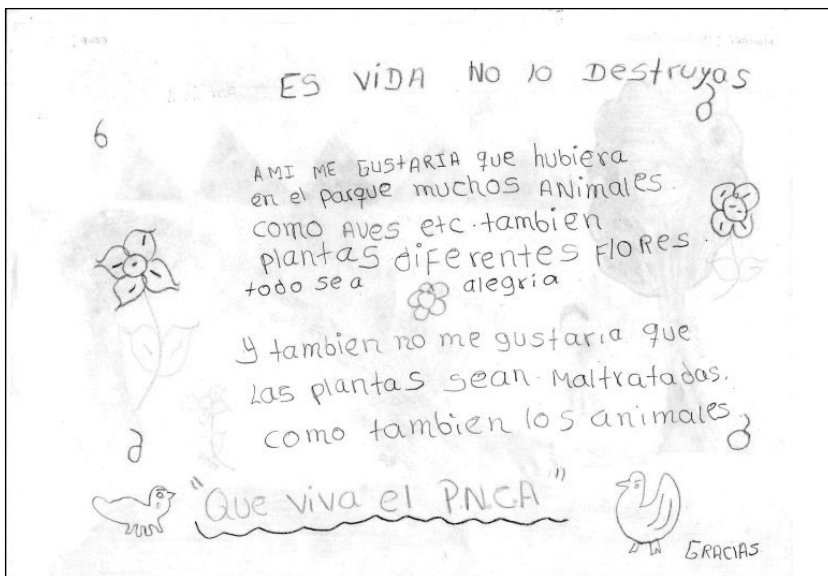 ES ViDA No lo Destruyas
AMI ME GUStARIA que hubiera
en el parque muchos ANimales.
como Aves etc. tambien
plantas diferentes FLORES.
todo sea alegria
y tambien no me gustaria que
Las plantas sean Maltratadas.
como tambien los animales.
"Que viva el P.N.C.A"
GRACIAS